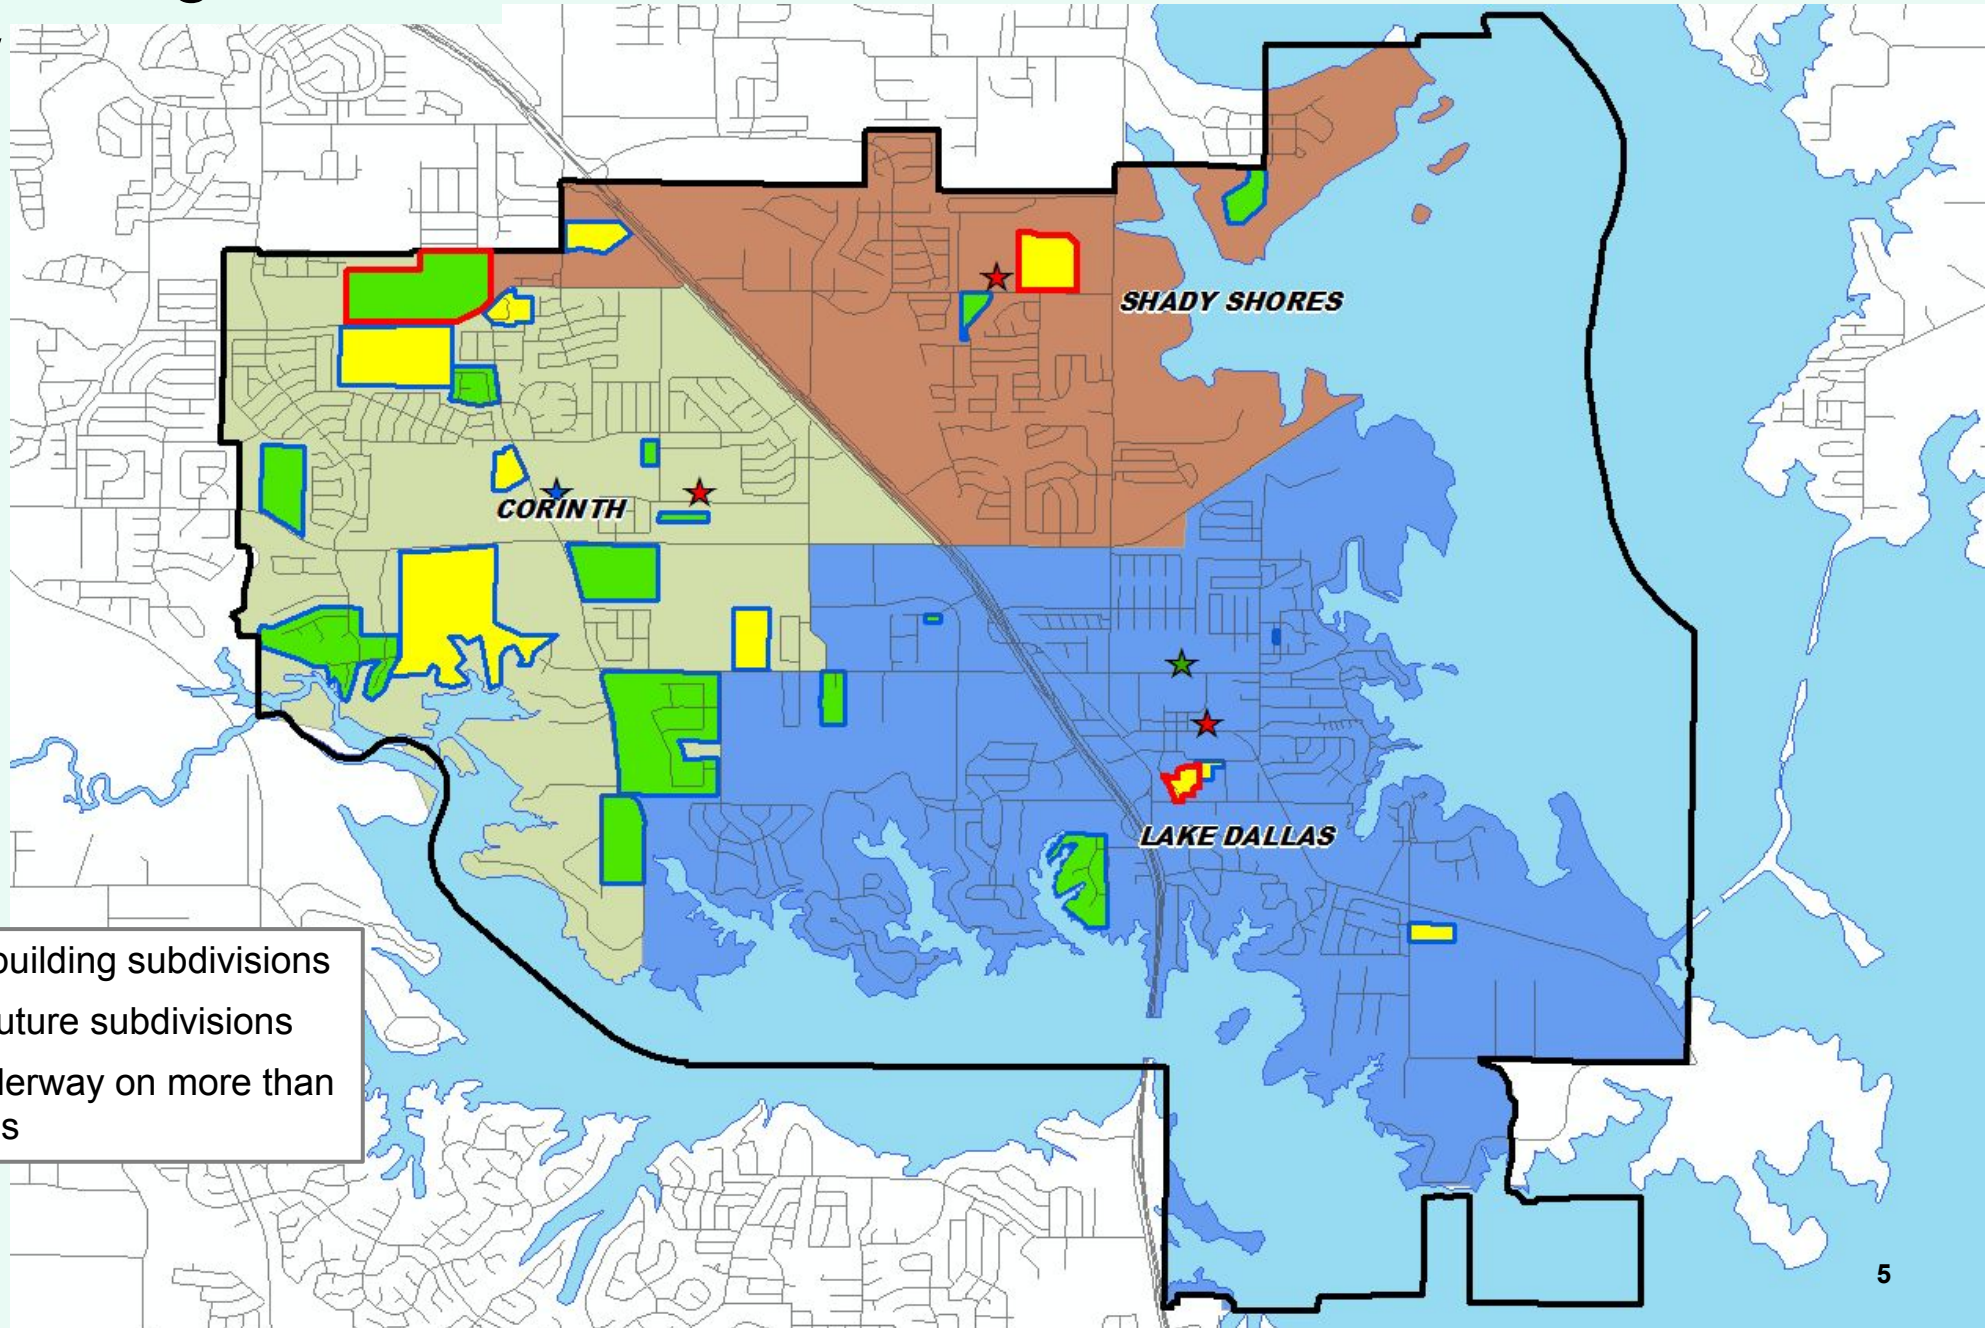 g
SHADY SHORES
CORINTH
LAKE DALLAS
building subdivisions
uture subdivisions
derway on more than
s
5